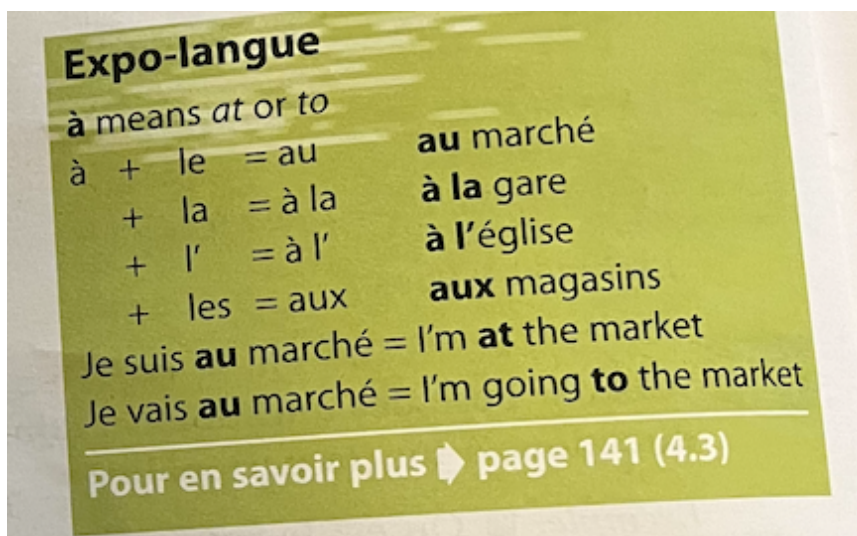 Expo-langue
à means at or to
à + le = au au marché
+ la = à la à la gare
+ l' = à l' à l'église
+ les = aux aux magasins
Je suis au marché = I'm at the market
Je vais au marché = I'm going to the market
Pour en savoir plus page 141 (4.3)